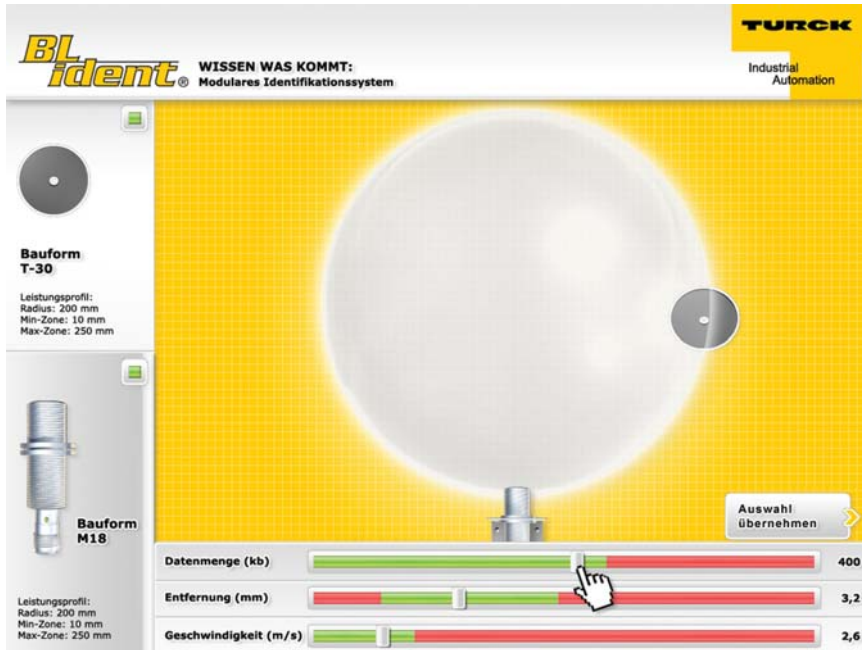 TURCK
Industrial
Automation
BL
ident®
WISSEN WAS KOMMT:
Modulares Identifikationssystem
Bauform
T-30
Leistungsprofil:
Radius: 200 mm
Min-Zone: 10 mm
Max-Zone: 250 mm
Bauform
M18
Leistungsprofil:
Radius: 200 mm
Min-Zone: 10 mm
Max-Zone: 250 mm
Auswahl
übernehmen
Datenmenge (kb) 400
Entfernung (mm) 3,2
Geschwindigkeit (m/s) 2,6